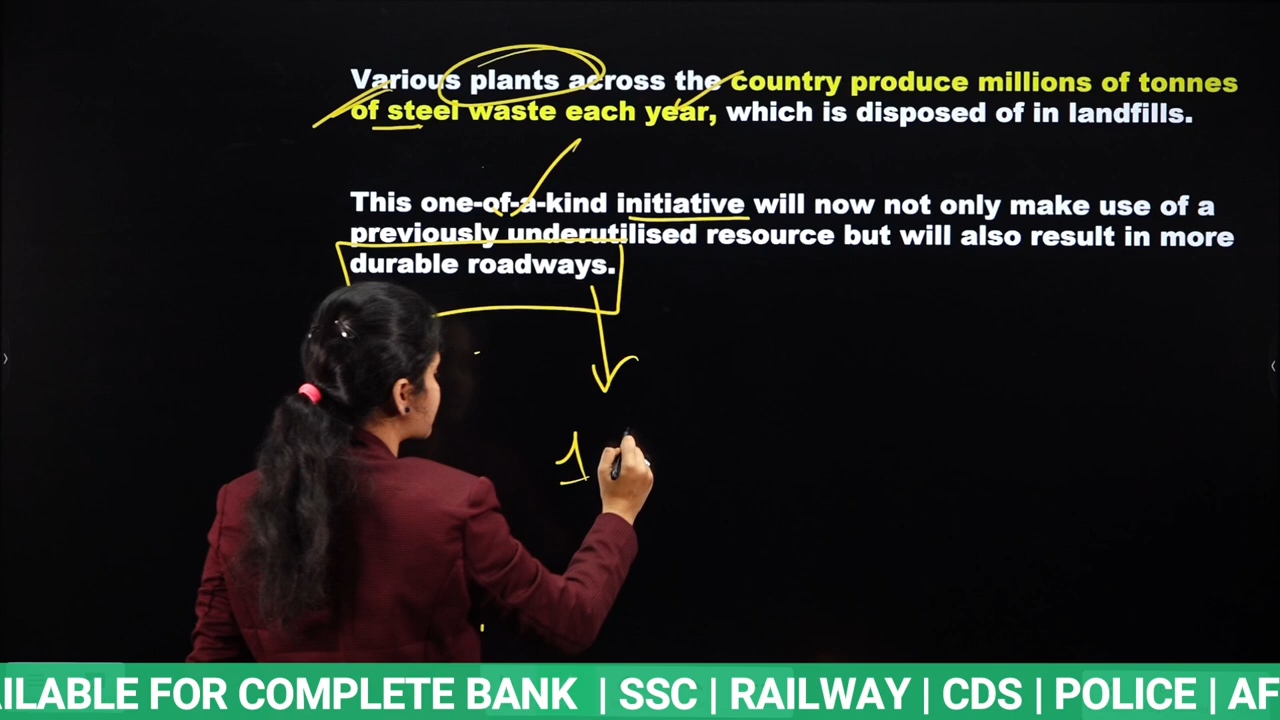 Various plants across the country produce millions of tonnes
of steel waste each year, which is disposed of in landfills.
This one-of-a-kind initiative will now not only make use of a
previously underutilised resource but will also result in more
durable roadways.
1
AILABLE FOR COMPLETE BANK | SSC | RAILWAY | CDS | POLICE | AF